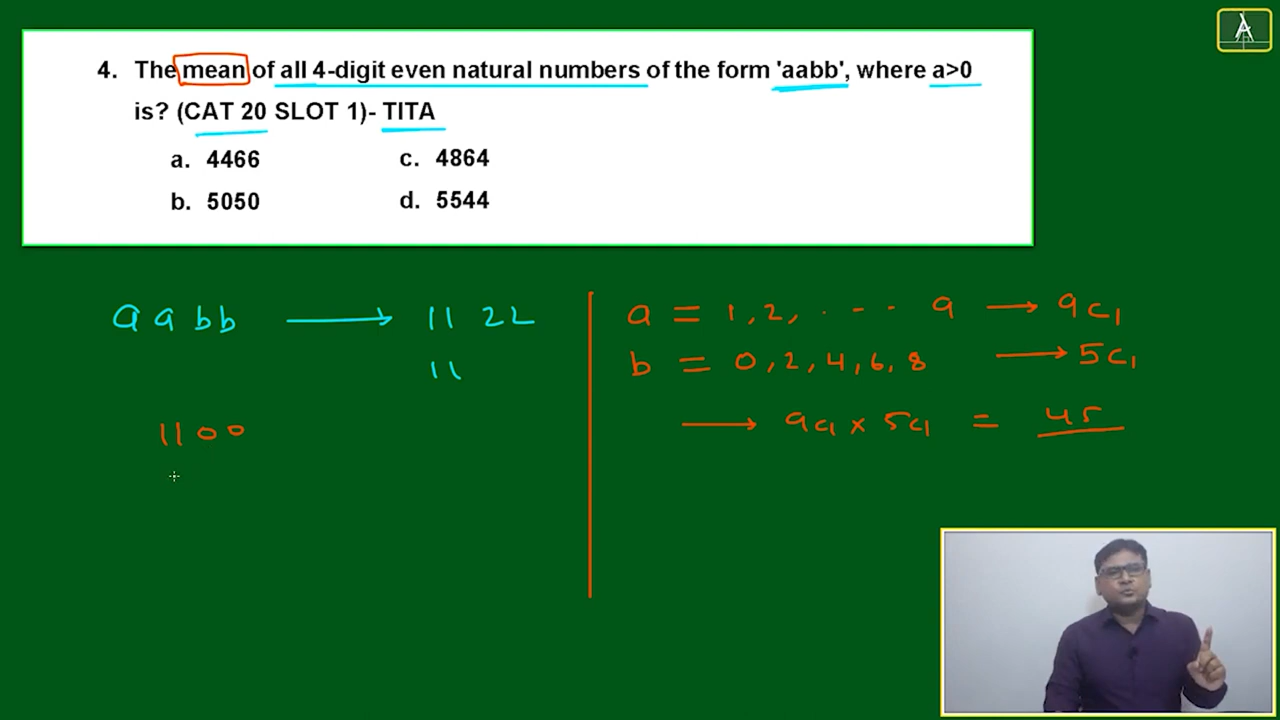 4. The mean of all 4-digit even natural numbers of the form 'aabb', where a>0
is? (CAT 20 SLOT 1)- TITA
a. 4466 c. 4864
b. 5050 d. 5544
a a b b → 11 22
11
1100
a = 1, 2, . - - 9 → 9C1
b = 0, 2, 4, 6, 8 → 5C1
→ 9C1 × 5C1 = 45